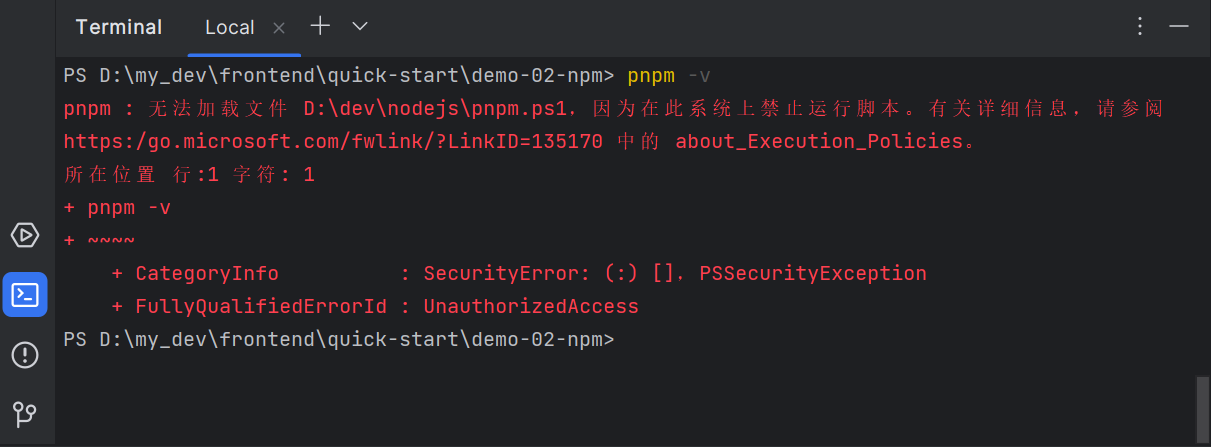 Terminal Local
PS D:\my_dev\frontend\quick-start\demo-02-npm> pnpm -v
pnpm : 无法加载文件 D:\dev\nodejs\pnpm.ps1，因为在此系统上禁止运行脚本。有关详细信息，请参阅
https:/go.microsoft.com/fwlink/?LinkID=135170 中的 about_Execution_Policies。
所在位置 行:1 字符: 1
+ pnpm -v
+ ~~~~
    + CategoryInfo          : SecurityError: (:) []，PSSecurityException
    + FullyQualifiedErrorId : UnauthorizedAccess
PS D:\my_dev\frontend\quick-start\demo-02-npm>